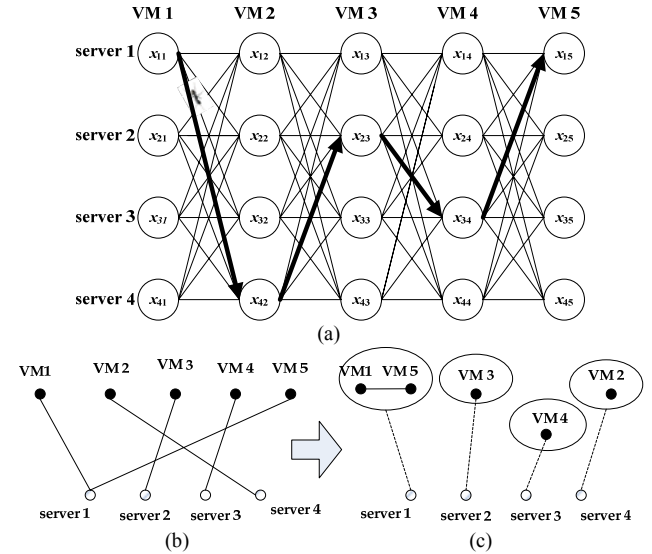 VM 1 VM 2 VM 3 VM 4 VM 5
server 1 x11 x12 x13 x14 x15
server 2 x21 x22 x23 x24 x25
server 3 x31 x32 x33 x34 x35
server 4 x41 x42 x43 x44 x45
(a)
VM1 VM 2 VM 3 VM 4 VM 5
server 1 server 2 server 3 server 4
(b)
VM1 VM 5 VM 3 VM4 VM 2
server 1 server 2 server 3 server 4
(c)